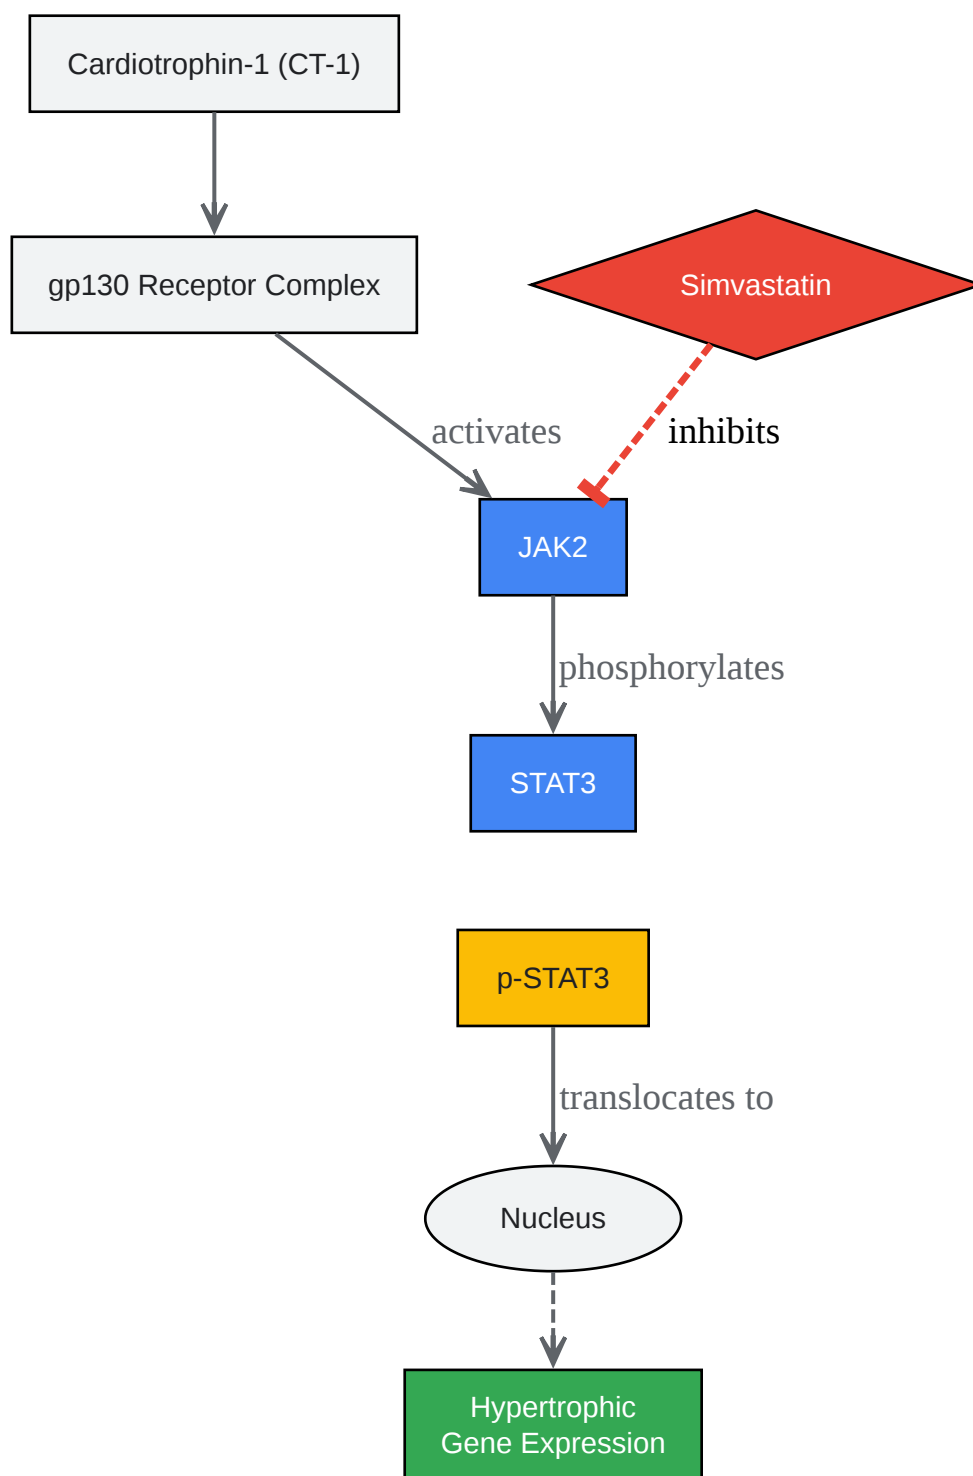 Cardiotrophin-1 (CT-1)
gp130 Receptor Complex
Simvastatin
activates
inhibits
JAK2
phosphorylates
STAT3
p-STAT3
translocates to
Nucleus
Hypertrophic
Gene Expression